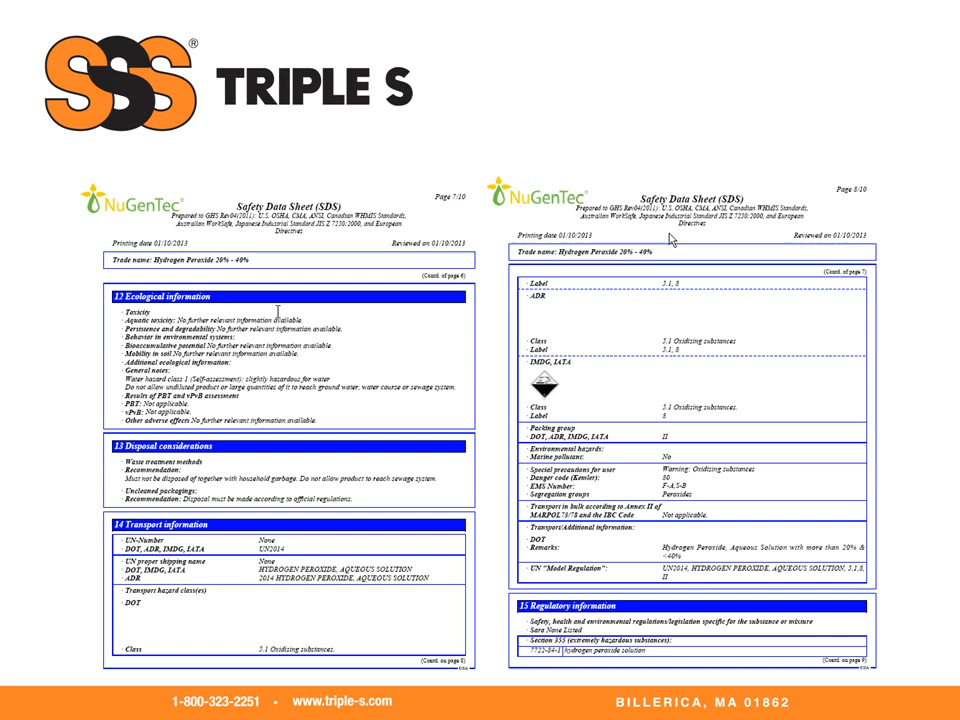 SSS®
TRIPLE S
NuGenTec®
Page 7/10
Safety Data Sheet (SDS)
Prepared to GHS Rev04(2011): U.S. OSHA, CMA, ANSI, Canadian WHMIS Standards,
Australian WorkSafe, Japanese Industrial Standard JIS Z 7250:2000, and European
Directives
Printing date 01/10/2013 Reviewed on 01/10/2013
Trade name: Hydrogen Peroxide 20% - 40%
(Contd. of page 6)
12 Ecological information
· Toxicity
· Aquatic toxicity: No further relevant information available.
· Persistence and degradability No further relevant information available.
· Behavior in environmental systems:
· Bioaccumulative potential No further relevant information available.
· Mobility in soil No further relevant information available.
· Additional ecological information:
· General notes:
Water hazard class 1 (Self-assessment): slightly hazardous for water
Do not allow undiluted product or large quantities of it to reach ground water, water course or sewage system.
· Results of PBT and vPvB assessment
· PBT: Not applicable.
· vPvB: Not applicable.
· Other adverse effects No further relevant information available.
13 Disposal considerations
· Waste treatment methods
· Recommendation:
Must not be disposed of together with household garbage. Do not allow product to reach sewage system.
· Uncleaned packagings:
· Recommendation: Disposal must be made according to official regulations.
14 Transport information
· UN-Number None
· DOT, ADR, IMDG, IATA UN2014
· UN proper shipping name None
· DOT, IMDG, IATA HYDROGEN PEROXIDE, AQUEOUS SOLUTION
· ADR 2014 HYDROGEN PEROXIDE, AQUEOUS SOLUTION
· Transport hazard class(es)
· DOT
· Class 5.1 Oxidizing substances.
(Contd. on page 8)
USA
NuGenTec®
Page 8/10
Safety Data Sheet (SDS)
Prepared to GHS Rev04(2011): U.S. OSHA, CMA, ANSI, Canadian WHMIS Standards,
Australian WorkSafe, Japanese Industrial Standard JIS Z 7250:2000, and European
Directives
Printing date 01/10/2013 Reviewed on 01/10/2013
Trade name: Hydrogen Peroxide 20% - 40%
(Contd. of page 7)
· Label 5.1, 8
· ADR
· Class 5.1 Oxidizing substances
· Label 5.1, 8
· IMDG, IATA
· Class 5.1 Oxidizing substances.
· Label 8
· Packing group
· DOT, ADR, IMDG, IATA II
· Environmental hazards:
· Marine pollutant: No
· Special precautions for user Warning: Oxidizing substances
· Danger code (Kemler): 80
· EMS Number: F-A,S-B
· Segregation groups Peroxides
· Transport in bulk according to Annex II of
MARPOL73/78 and the IBC Code Not applicable.
· Transport/Additional information:
· DOT
· Remarks: Hydrogen Peroxide, Aqueous Solution with more than 20% &
<40%
· UN "Model Regulation": UN2014, HYDROGEN PEROXIDE, AQUEOUS SOLUTION, 5.1,8,
II
15 Regulatory information
· Safety, health and environmental regulations/legislation specific for the substance or mixture
· Sara None Listed
· Section 355 (extremely hazardous substances):
7722-84-1 hydrogen peroxide solution
(Contd. on page 9)
USA
1-800-323-2251 • www.triple-s.com
BILLERICA, MA 01862